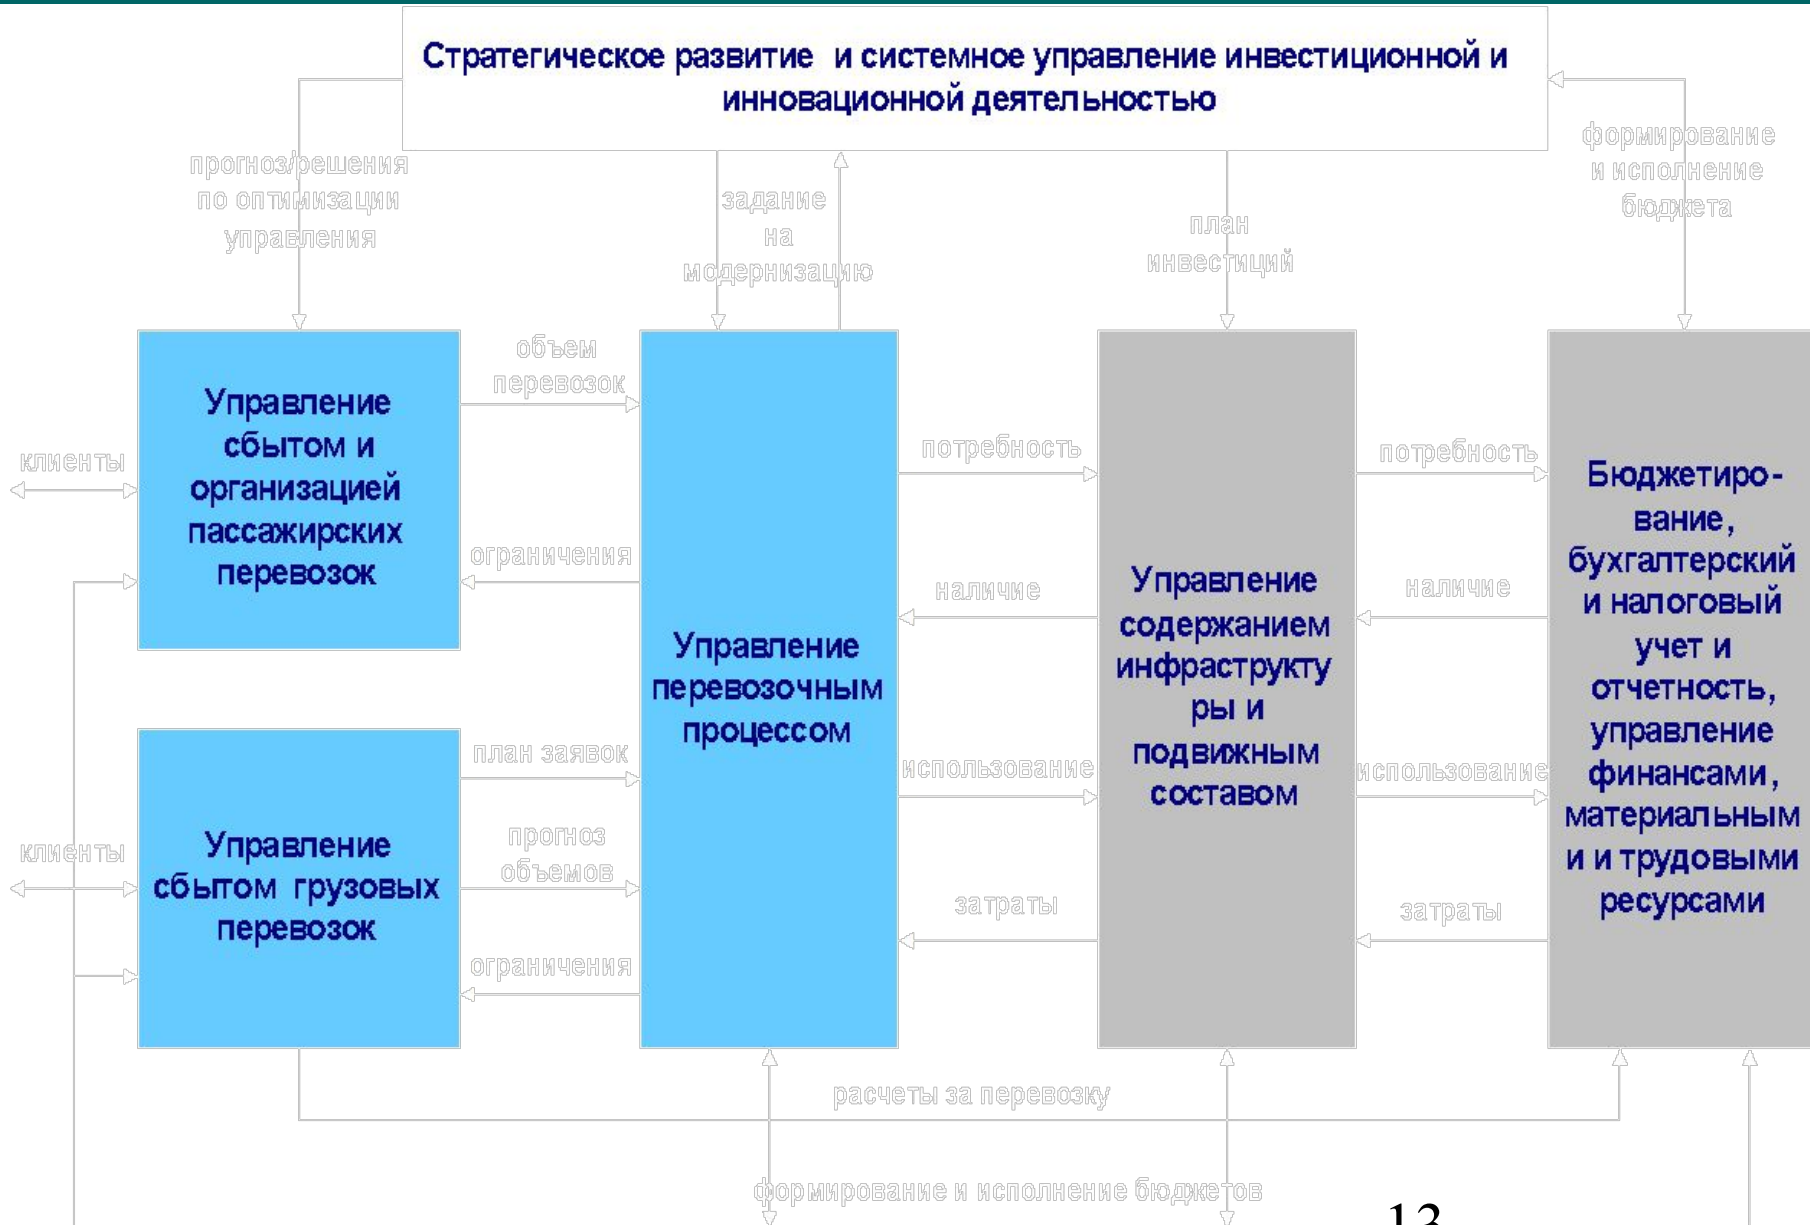 Стратегическое развитие и системное управление инвестиционной и
инновационной деятельностью
прогноз/решения
по оптимизации
управления
задание
на
модернизацию
план
инвестиций
формирование
и исполнение
бюджета
Управление
сбытом и
организацией
пассажирских
перевозок
клиенты
объем
перевозок
ограничения
Управление
перевозочным
процессом
потребность
наличие
использование
затраты
Управление
содержанием
инфраструкту
ры и
подвижным
составом
потребность
наличие
использование
затраты
Бюджетиро-
вание,
бухгалтерский
и налоговый
учет и
отчетность,
управление
финансами,
материальным
и и трудовыми
ресурсами
клиенты
Управление
сбытом грузовых
перевозок
план заявок
прогноз
объемов
ограничения
расчеты за перевозку
формирование и исполнение бюджетов
13